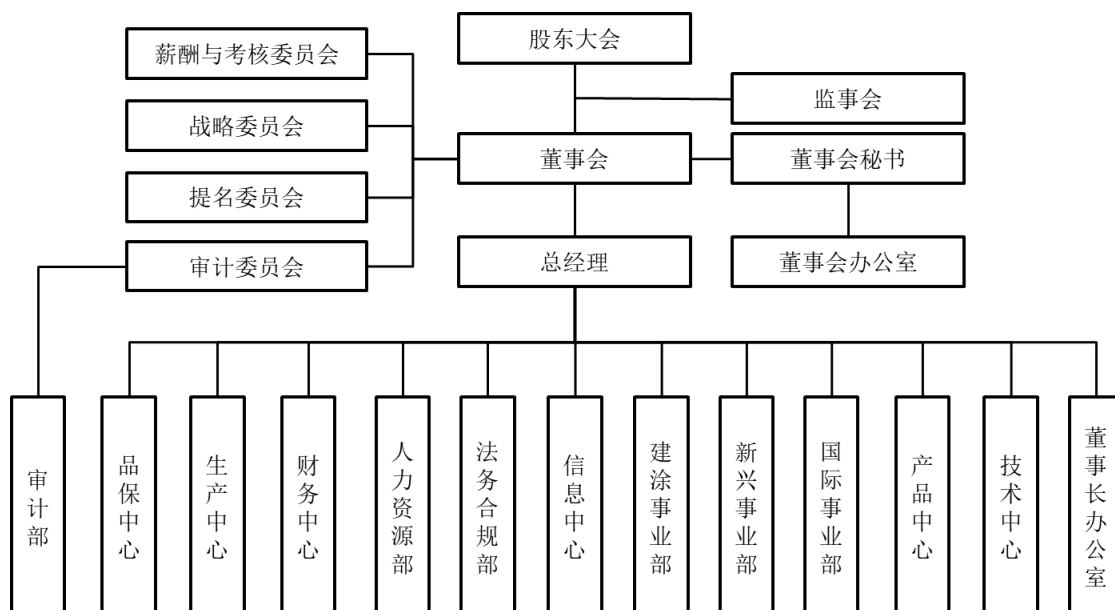 薪酬与考核委员会
股东大会
监事会
战略委员会
董事会
董事会秘书
提名委员会
审计委员会
总经理
董事会办公室
审计部
品保中心
生产中心
财务中心
人力资源部
法务合规部
信息中心
建涂事业部
新兴事业部
国际事业部
产品中心
技术中心
董事长办公室